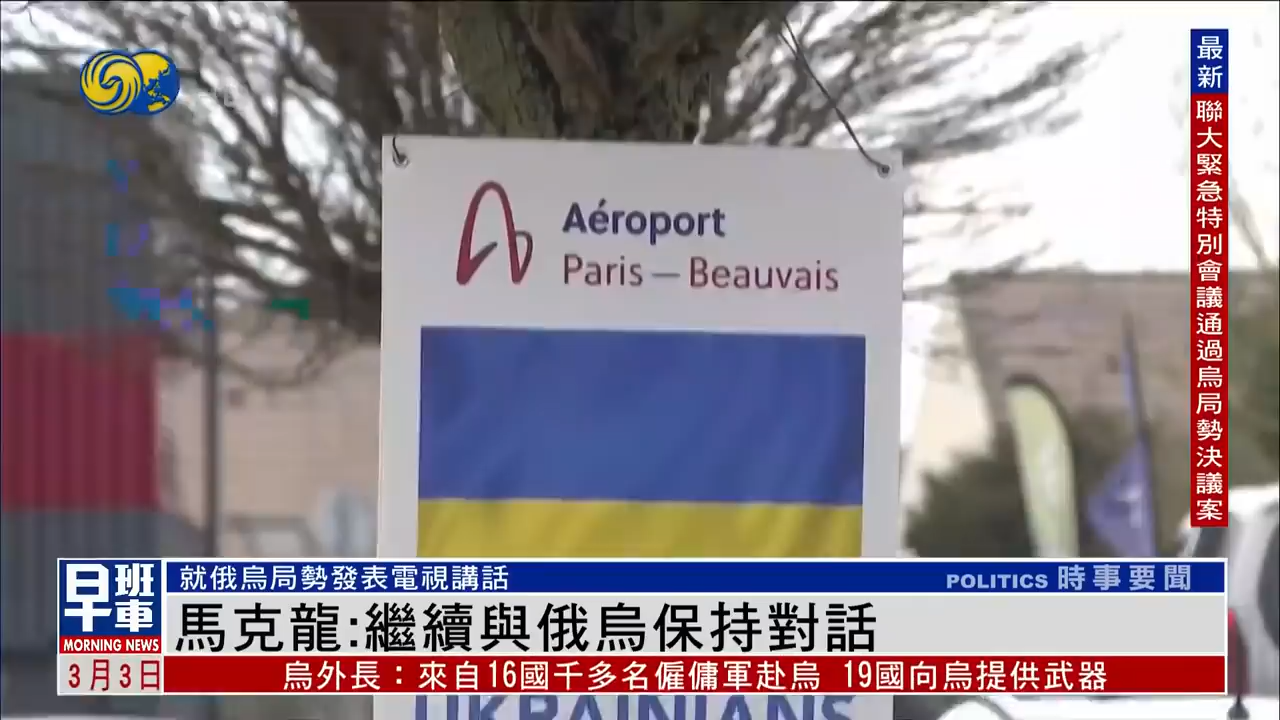 Aéroport
Paris — Beauvais
最新 聯大緊急特別會議通過烏局勢決議案
就俄烏局勢發表電視講話
POLITICS 時事要聞
早班車
MORNING NEWS
馬克龍:繼續與俄烏保持對話
3月3日
烏外長：來自16國千多名僱傭軍赴烏 19國向烏提供武器
UKRAINIANS